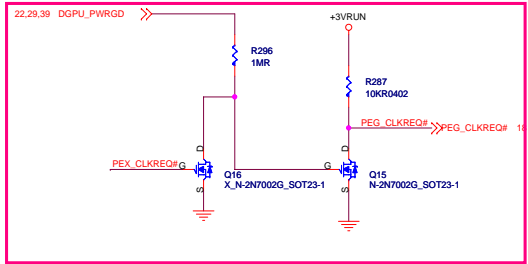 22,29,39 DGPU_PWRGD
+3VRUN
R296
1MR
R287
10KR0402
PEG_CLKREQ#
PEG_CLKREQ# 18
D
D
PEX_CLKREQ#
G
G
Q16
X_N-2N7002G_SOT23-1
Q15
N-2N7002G_SOT23-1
S
S